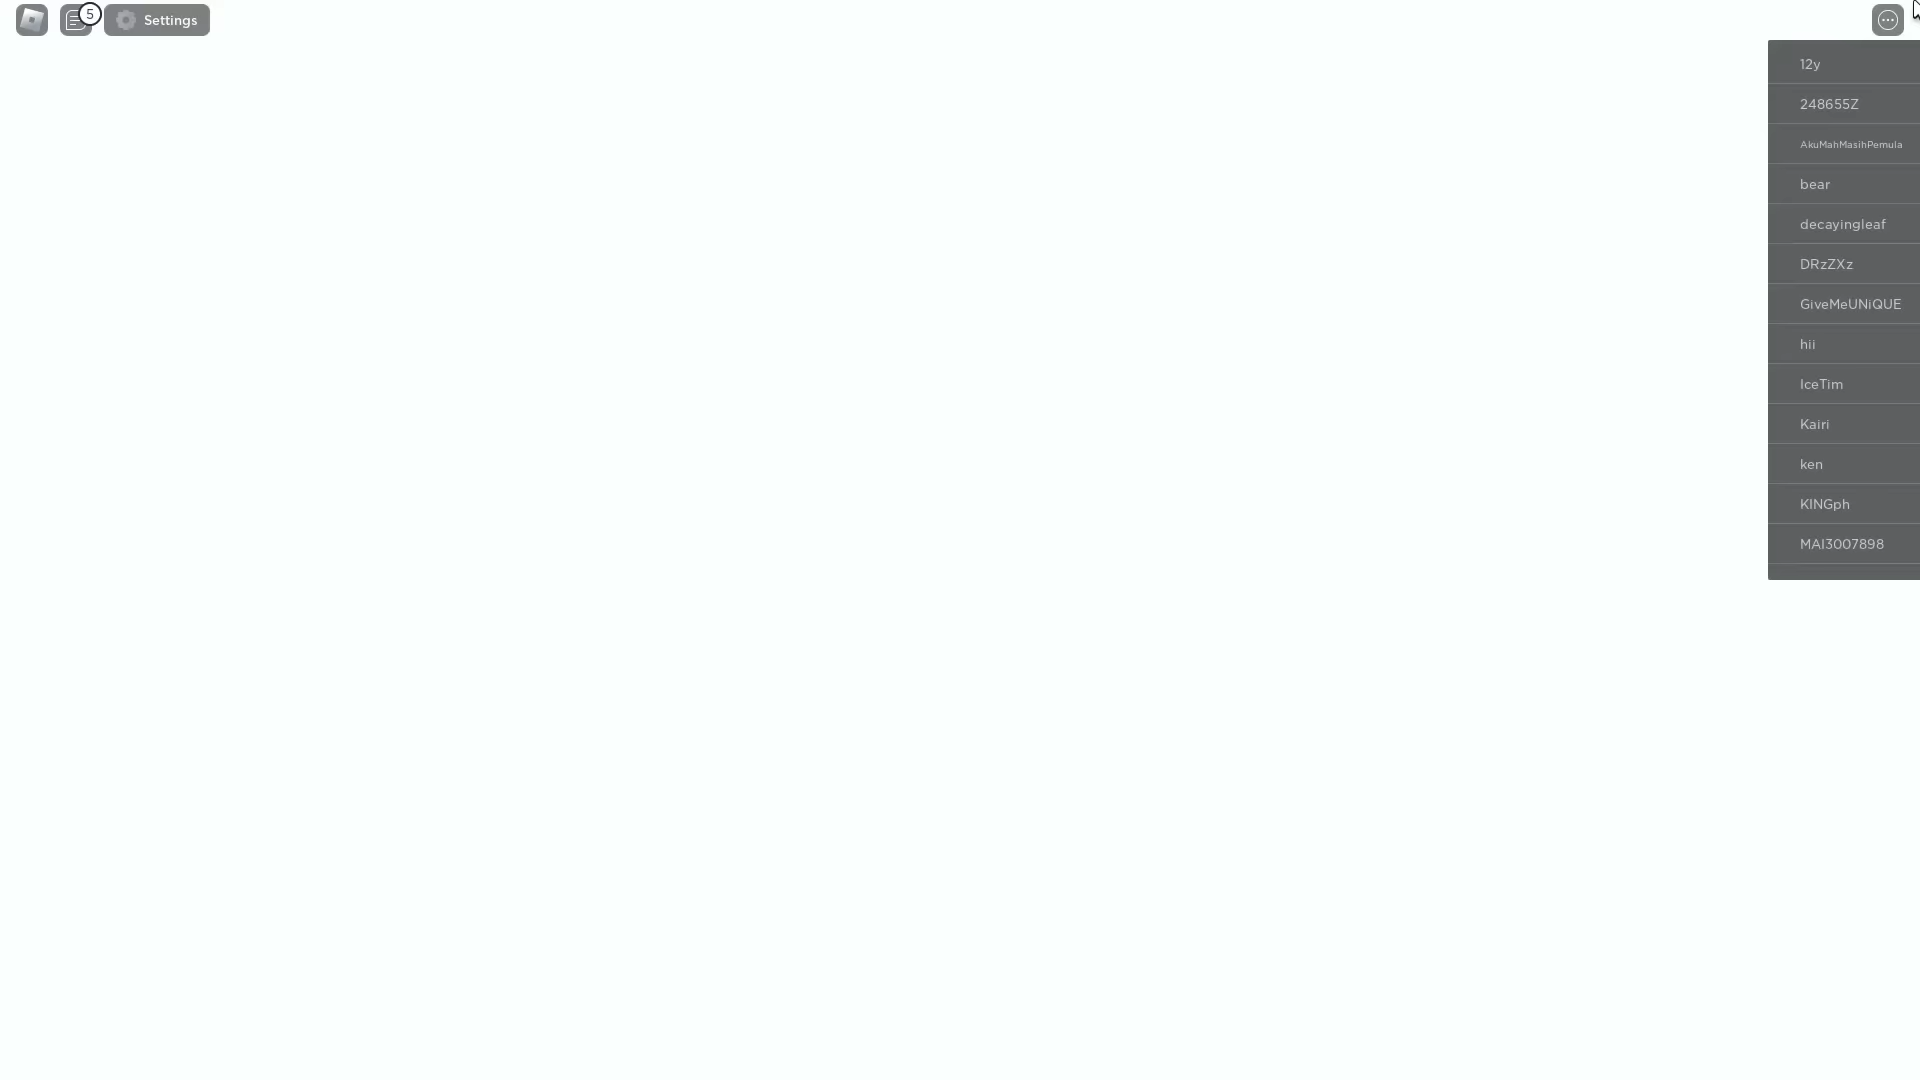 5
Settings
12y
248655Z
AkuMahMasihPemula
bear
decayingleaf
DRzZXz
GiveMeUNiQUE
hii
IceTim
Kairi
ken
KINGph
MAI3007898